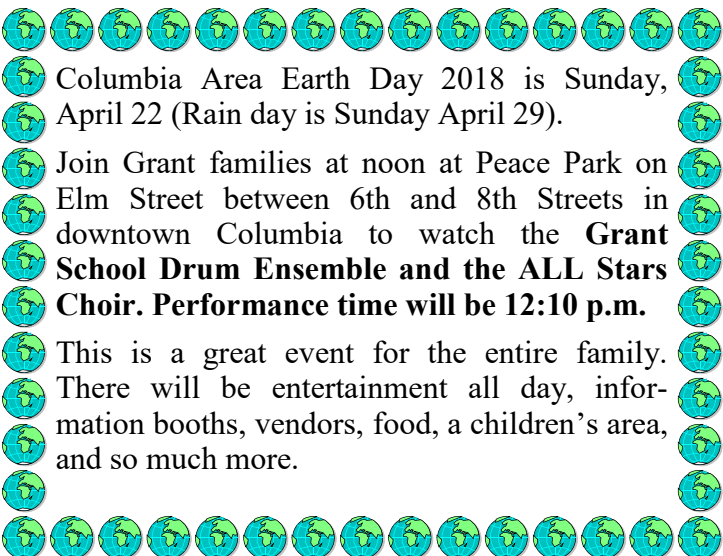 Columbia Area Earth Day 2018 is Sunday,
April 22 (Rain day is Sunday April 29).
Join Grant families at noon at Peace Park on
Elm Street between 6th and 8th Streets in
downtown Columbia to watch the Grant
School Drum Ensemble and the ALL Stars
Choir. Performance time will be 12:10 p.m.
This is a great event for the entire family.
There will be entertainment all day, infor-
mation booths, vendors, food, a children’s area,
and so much more.